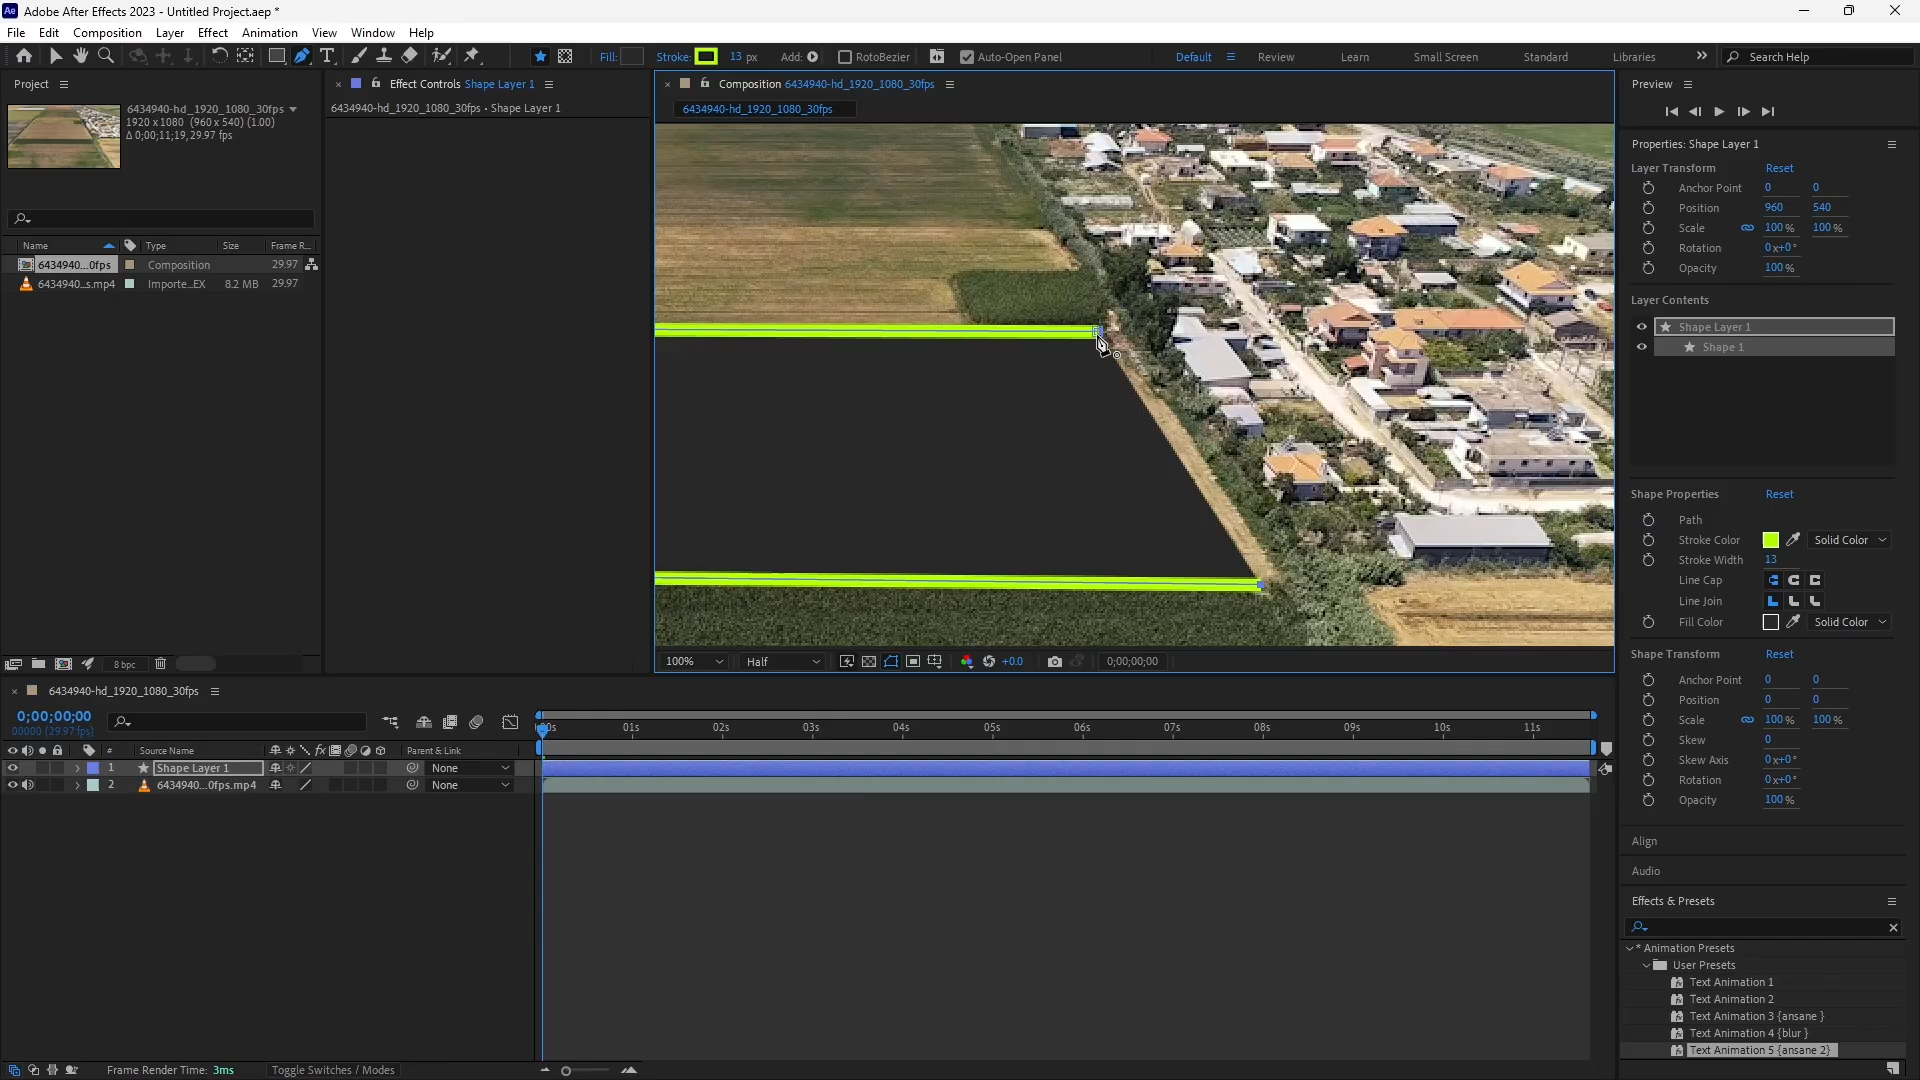 Adobe After Effects 2023 - Untitled Project.aep *
File Edit Composition Layer Effect Animation View Window Help
Fill: Stroke: 13 px Add: RotoBezier Auto-Open Panel Default Review Learn Small Screen Standard Libraries Search Help
Project
6434940-hd_1920_1080_30fps
1920 x 1080 (960 x 540) (1.00)
Δ 0;00;11;19, 29.97 fps
Name Type Size Frame R...
6434940...0fps Composition 29.97
6434940...s.mp4 Importe...EX 8.2 MB 29.97
8 bpc
Effect Controls Shape Layer 1
6434940-hd_1920_1080_30fps • Shape Layer 1
Composition 6434940-hd_1920_1080_30fps
6434940-hd_1920_1080_30fps
100% Half +0.0 0;00;00;00
Preview
Properties: Shape Layer 1
Layer Transform Reset
Anchor Point 0 0
Position 960 540
Scale 100 % 100 %
Rotation 0x+0°
Opacity 100 %
Layer Contents
Shape Layer 1
Shape 1
Shape Properties Reset
Path
Stroke Color Solid Color
Stroke Width 13
Line Cap
Line Join
Fill Color Solid Color
Shape Transform Reset
Anchor Point 0 0
Position 0 0
Scale 100 % 100 %
Skew 0
Skew Axis 0x+0°
Rotation 0x+0°
Opacity 100 %
Align
Audio
Effects & Presets
* Animation Presets
User Presets
Text Animation 1
Text Animation 2
Text Animation 3 {ansane }
Text Animation 4 {blur }
Text Animation 5 {ansane 2}
6434940-hd_1920_1080_30fps
0;00;00;00
00000 (29.97 fps)
# Source Name fx Parent & Link
01s 02s 03s 04s 05s 06s 07s 08s 09s 10s 11s
1 Shape Layer 1 None
2 6434940...0fps.mp4 None
Frame Render Time: 3ms Toggle Switches / Modes